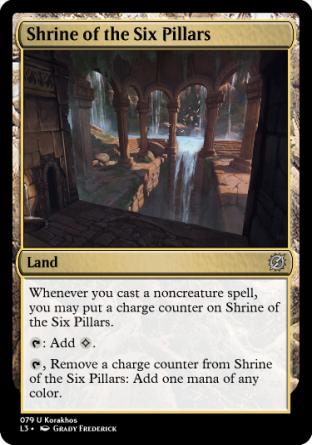 Shrine of the Six Pillars
Land
Whenever you cast a noncreature spell,
you may put a charge counter on Shrine of
the Six Pillars.
: Add .
, Remove a charge counter from Shrine
of the Six Pillars: Add one mana of any
color.
079 U Korakhos
L3 • Grady Frederick